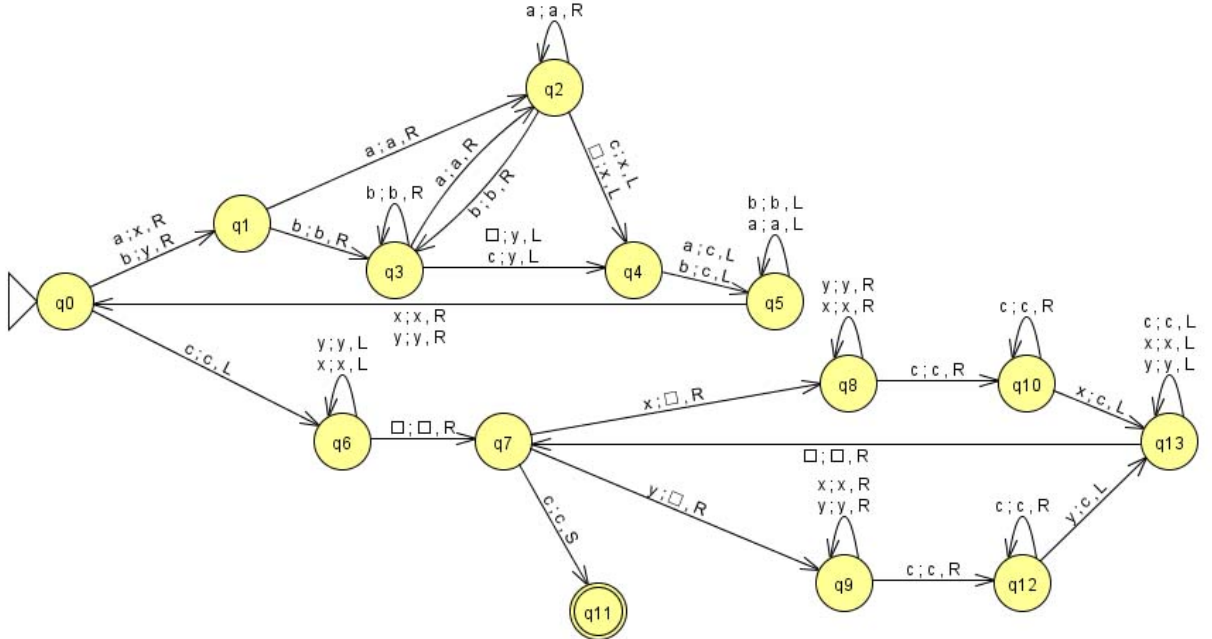 a ; a , R
q2
a ; a , R
c ; x , L
□ ; x , L
a ; a , R
b ; b , R
b ; b , R
b ; b , L
a ; a , L
a ; x , R
b ; y , R
q1
b ; b , R
q3
□ ; y , L
c ; y , L
q4
a ; c , L
b ; c , L
q5
q0
x ; x , R
y ; y , R
c ; c , L
y ; y , L
x ; x , L
q6
□ ; □ , R
q7
x ; □ , R
y ; y , R
x ; x , R
q8
c ; c , R
c ; c , R
q10
x ; c , L
c ; c , L
x ; x , L
y ; y , L
q13
□ ; □ , R
y ; □ , R
c ; c , S
q11
x ; x , R
y ; y , R
q9
c ; c , R
c ; c , R
q12
y ; c , L